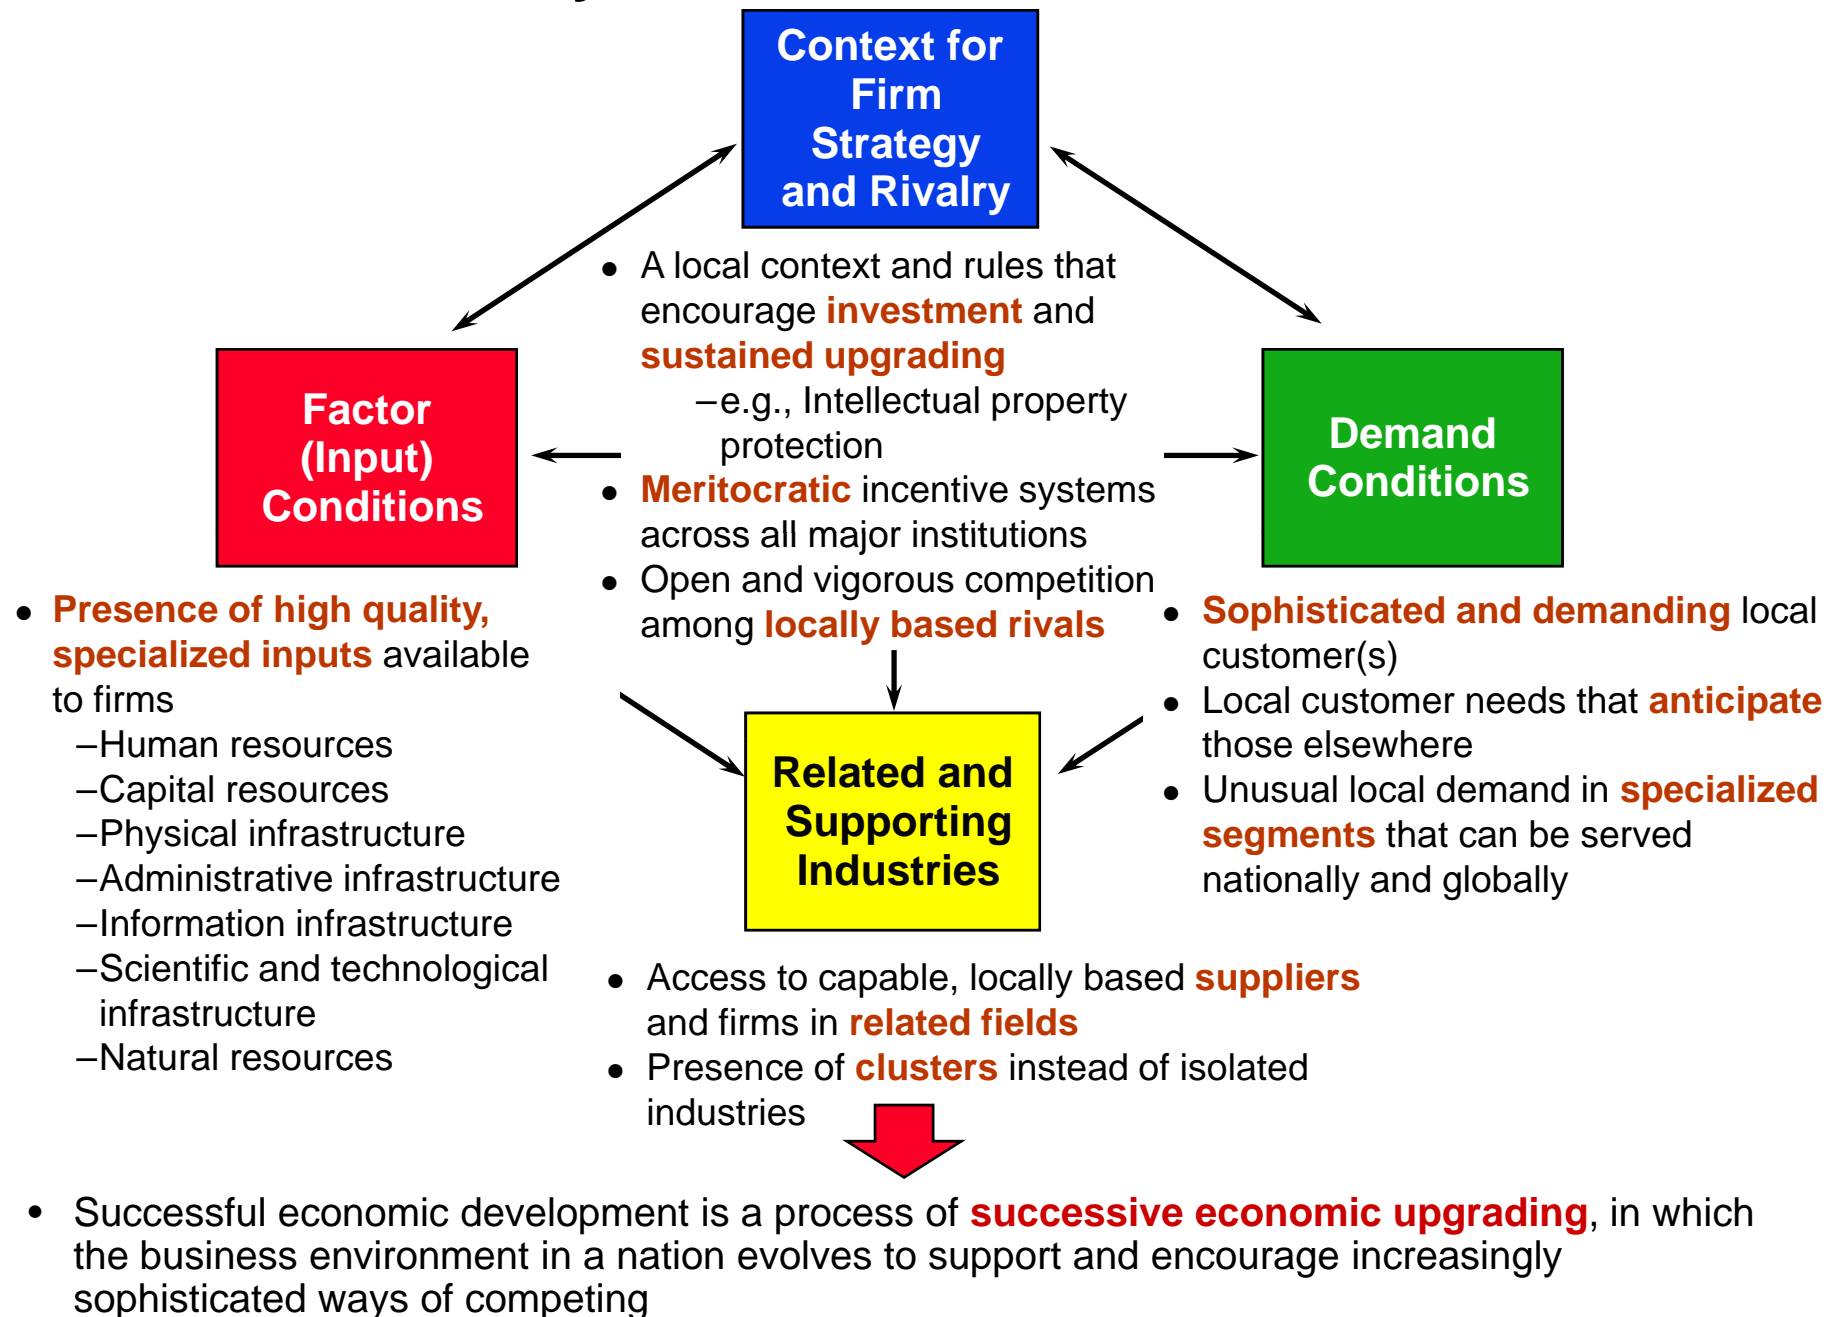 Context for
Firm
Strategy
and Rivalry
● A local context and rules that
encourage investment and
sustained upgrading
–e.g., Intellectual property
protection
● Meritocratic incentive systems
across all major institutions
● Open and vigorous competition
among locally based rivals
Factor
(Input)
Conditions
● Presence of high quality,
specialized inputs available
to firms
–Human resources
–Capital resources
–Physical infrastructure
–Administrative infrastructure
–Information infrastructure
–Scientific and technological
infrastructure
–Natural resources
Demand
Conditions
● Sophisticated and demanding local
customer(s)
● Local customer needs that anticipate
those elsewhere
● Unusual local demand in specialized
segments that can be served
nationally and globally
Related and
Supporting
Industries
● Access to capable, locally based suppliers
and firms in related fields
● Presence of clusters instead of isolated
industries
• Successful economic development is a process of successive economic upgrading, in which
the business environment in a nation evolves to support and encourage increasingly
sophisticated ways of competing